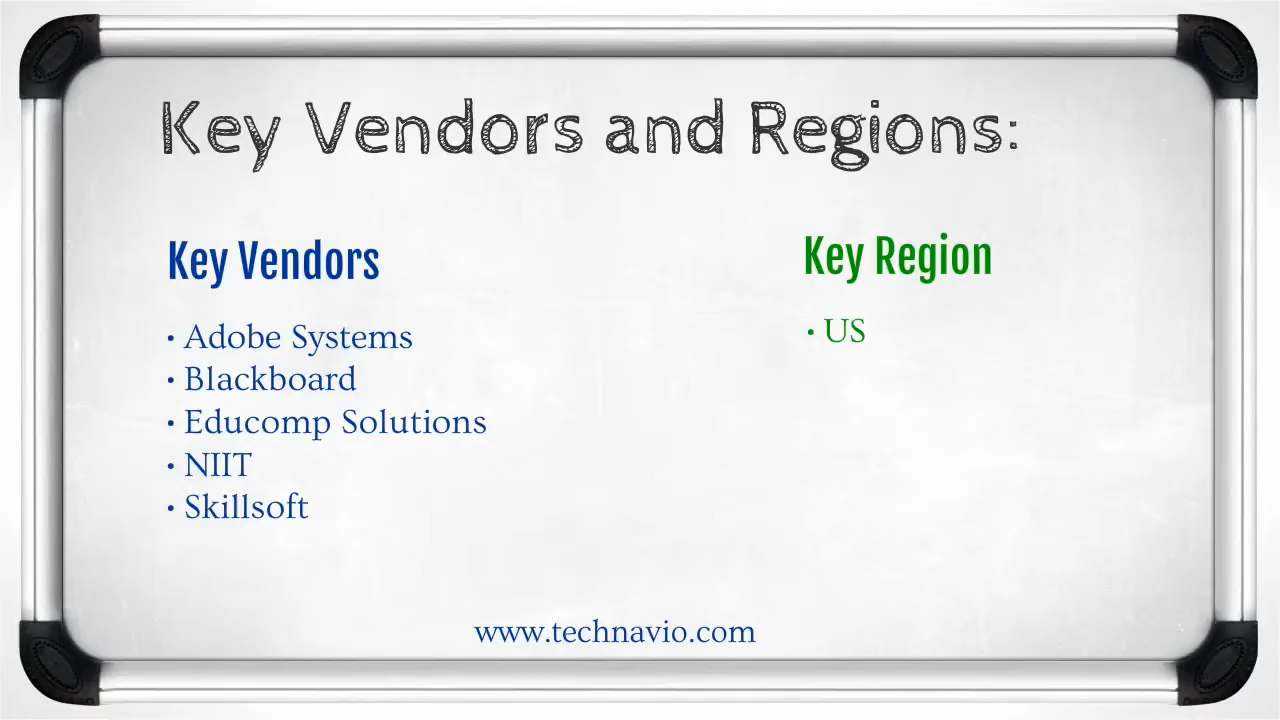 Key Vendors and Regions:
Key Vendors
• Adobe Systems
• Blackboard
• Educomp Solutions
• NIIT
• Skillsoft
Key Region
• US
www.technavio.com